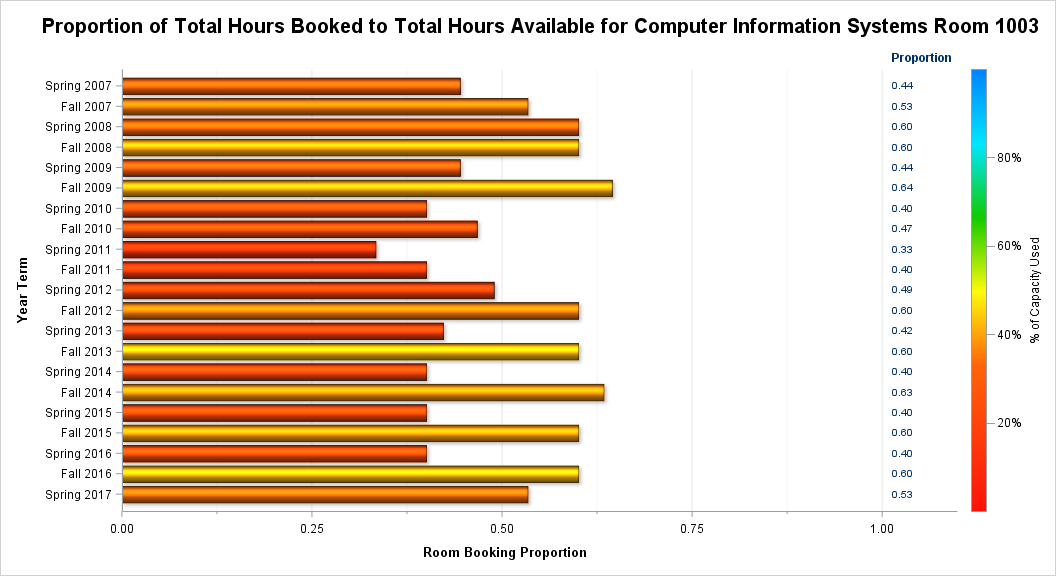 Proportion of Total Hours Booked to Total Hours Available for Computer Information Systems Room 1003
Proportion
Spring 2007 0.44
Fall 2007 0.53
Spring 2008 0.60
Fall 2008 0.60
Spring 2009 0.44
Fall 2009 0.64
Spring 2010 0.40
Fall 2010 0.47
Spring 2011 0.33
Fall 2011 0.40
Spring 2012 0.49
Fall 2012 0.60
Spring 2013 0.42
Fall 2013 0.60
Spring 2014 0.40
Fall 2014 0.63
Spring 2015 0.40
Fall 2015 0.60
Spring 2016 0.40
Fall 2016 0.60
Spring 2017 0.53
Year Term
0.00 0.25 0.50 0.75 1.00
Room Booking Proportion
80%
60%
40%
20%
% of Capacity Used